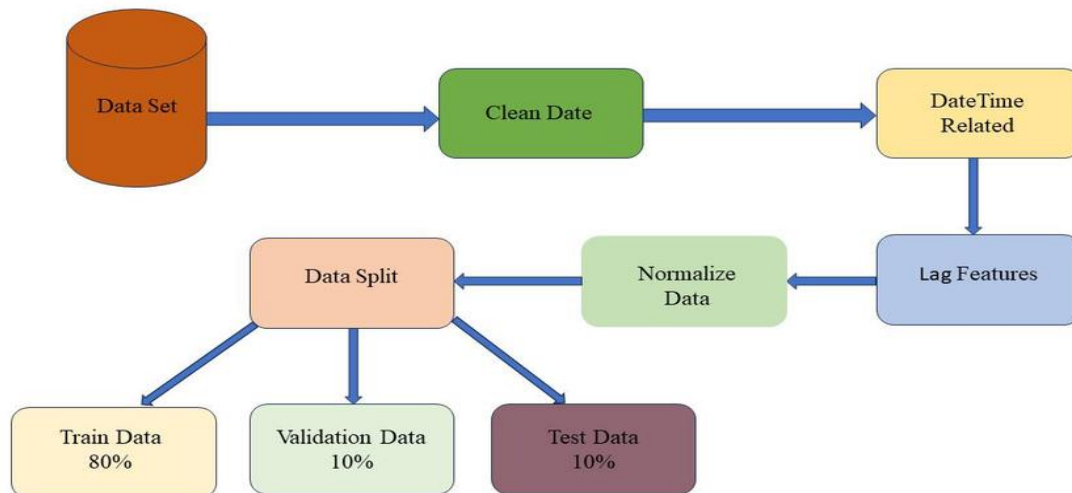 Data Set
Clean Date
DateTime
Related
Lag Features
Normalize
Data
Data Split
Train Data
80%
Validation Data
10%
Test Data
10%